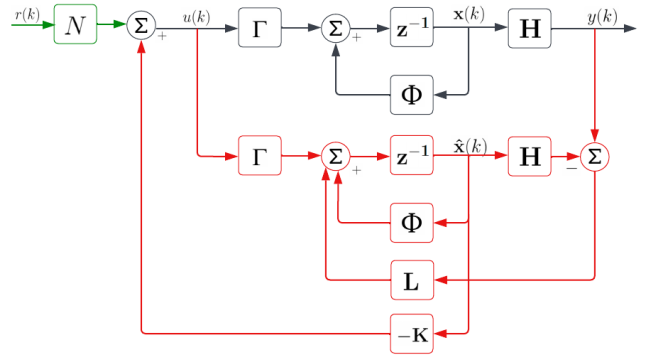 r(k) N Σ + u(k) Γ Σ + z⁻¹ x(k) H y(k)
Φ
Γ Σ + z⁻¹ x̂(k) H − Σ
Φ
L
−K